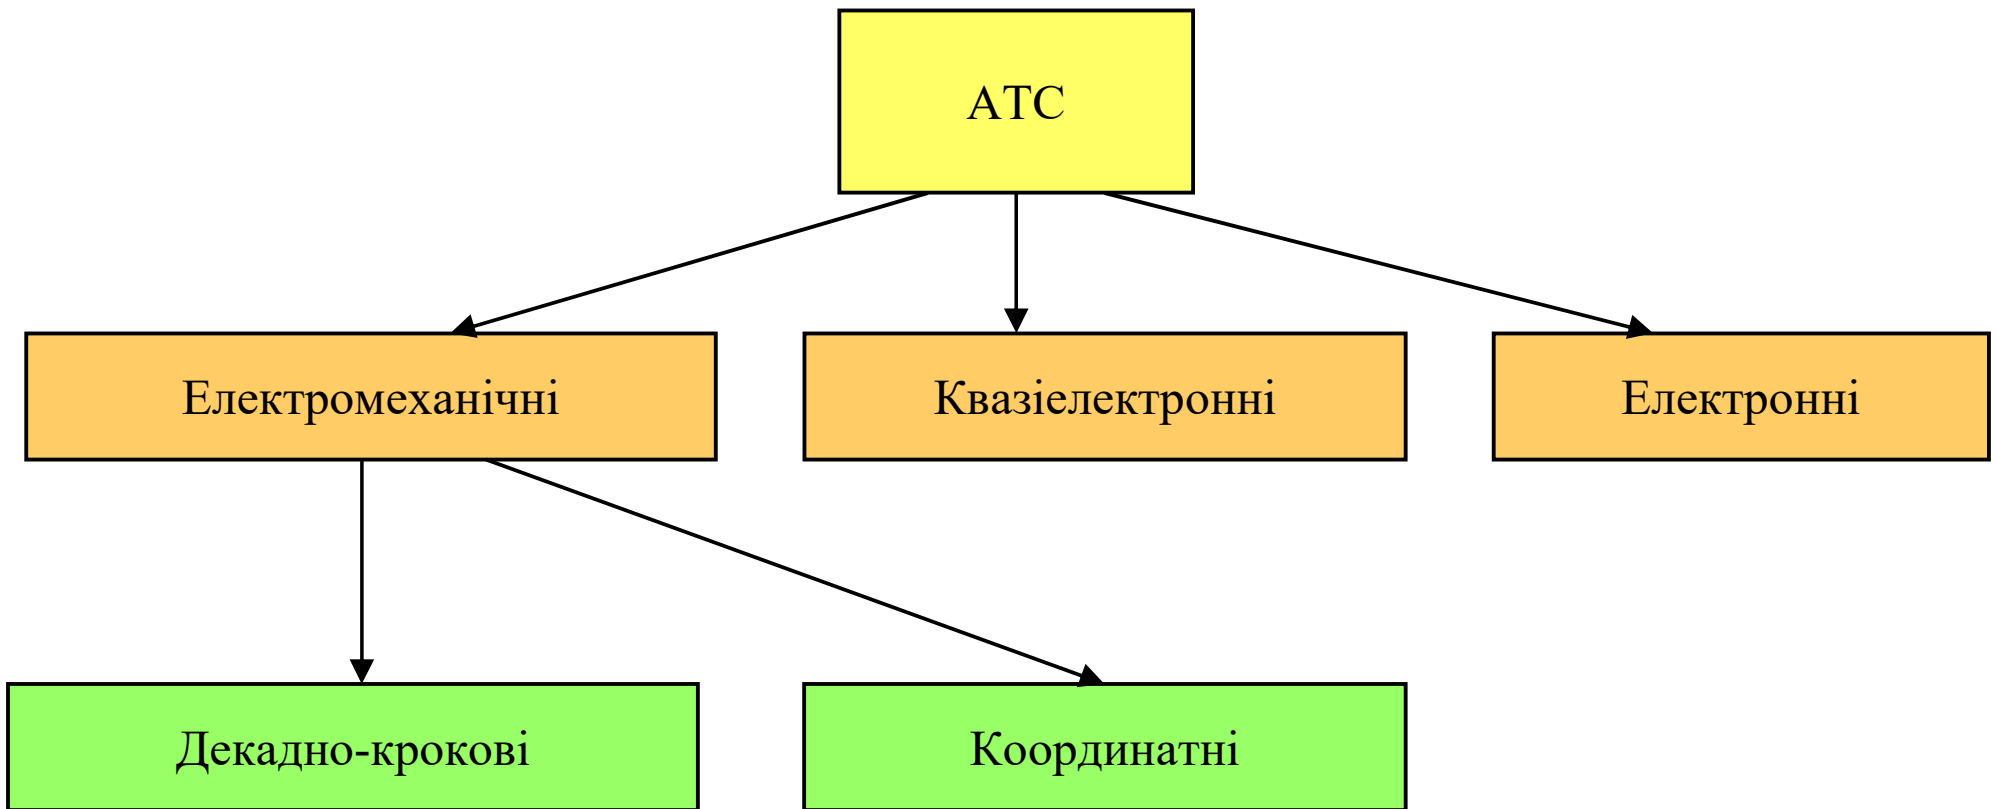 АТС
Електромеханічні
Квазіелектронні
Електронні
Декадно-крокові
Координатні